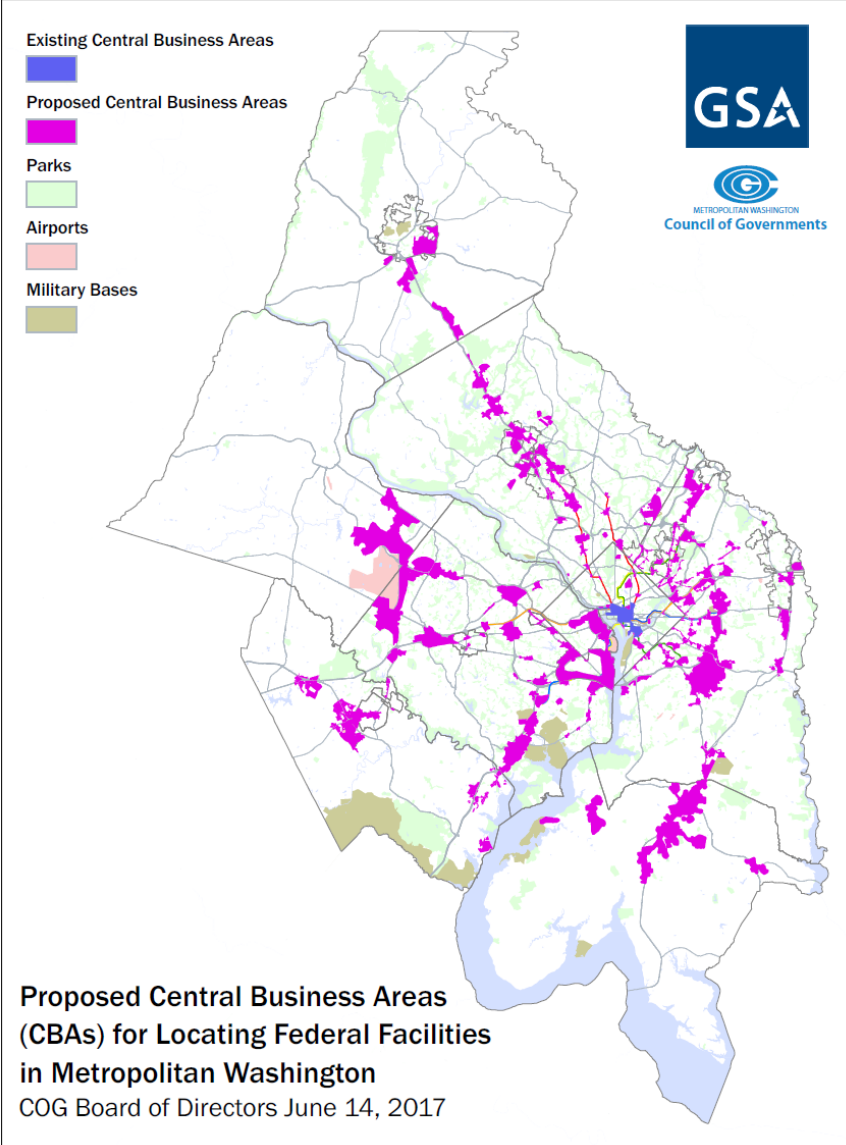 Existing Central Business Areas
Proposed Central Business Areas
Parks
Airports
Military Bases
GSA
METROPOLITAN WASHINGTON
Council of Governments
Proposed Central Business Areas
(CBAs) for Locating Federal Facilities
in Metropolitan Washington
COG Board of Directors June 14, 2017